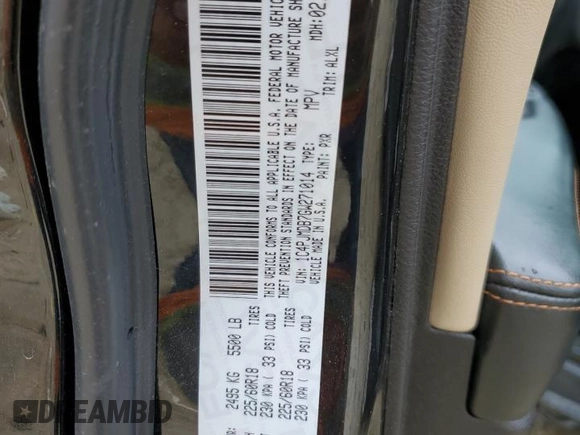 2495 KG 5500 LB
225/60R18 TIRES
230 KPA ( 33 PSI) COLD
225/60R18 TIRES
230 KPA ( 33 PSI) COLD
THIS VEHICLE CONFORMS TO ALL APPLICABLE U.S.A. FEDERAL MOTOR VEHIC
THEFT PREVENTION STANDARDS IN EFFECT ON THE DATE OF MANUFACTURE SH
VIN: 1C4PJMDB7GW271014 TYPE: MPV MDH:02
VEHICLE MADE IN U.S.A. PAINT: PXR TRIM: ALXL
DREAMBID